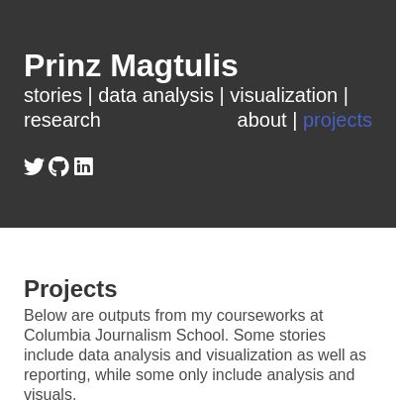 Prinz Magtulis
stories | data analysis | visualization |
research about | projects
Projects
Below are outputs from my courseworks at
Columbia Journalism School. Some stories
include data analysis and visualization as well as
reporting, while some only include analysis and
visuals.